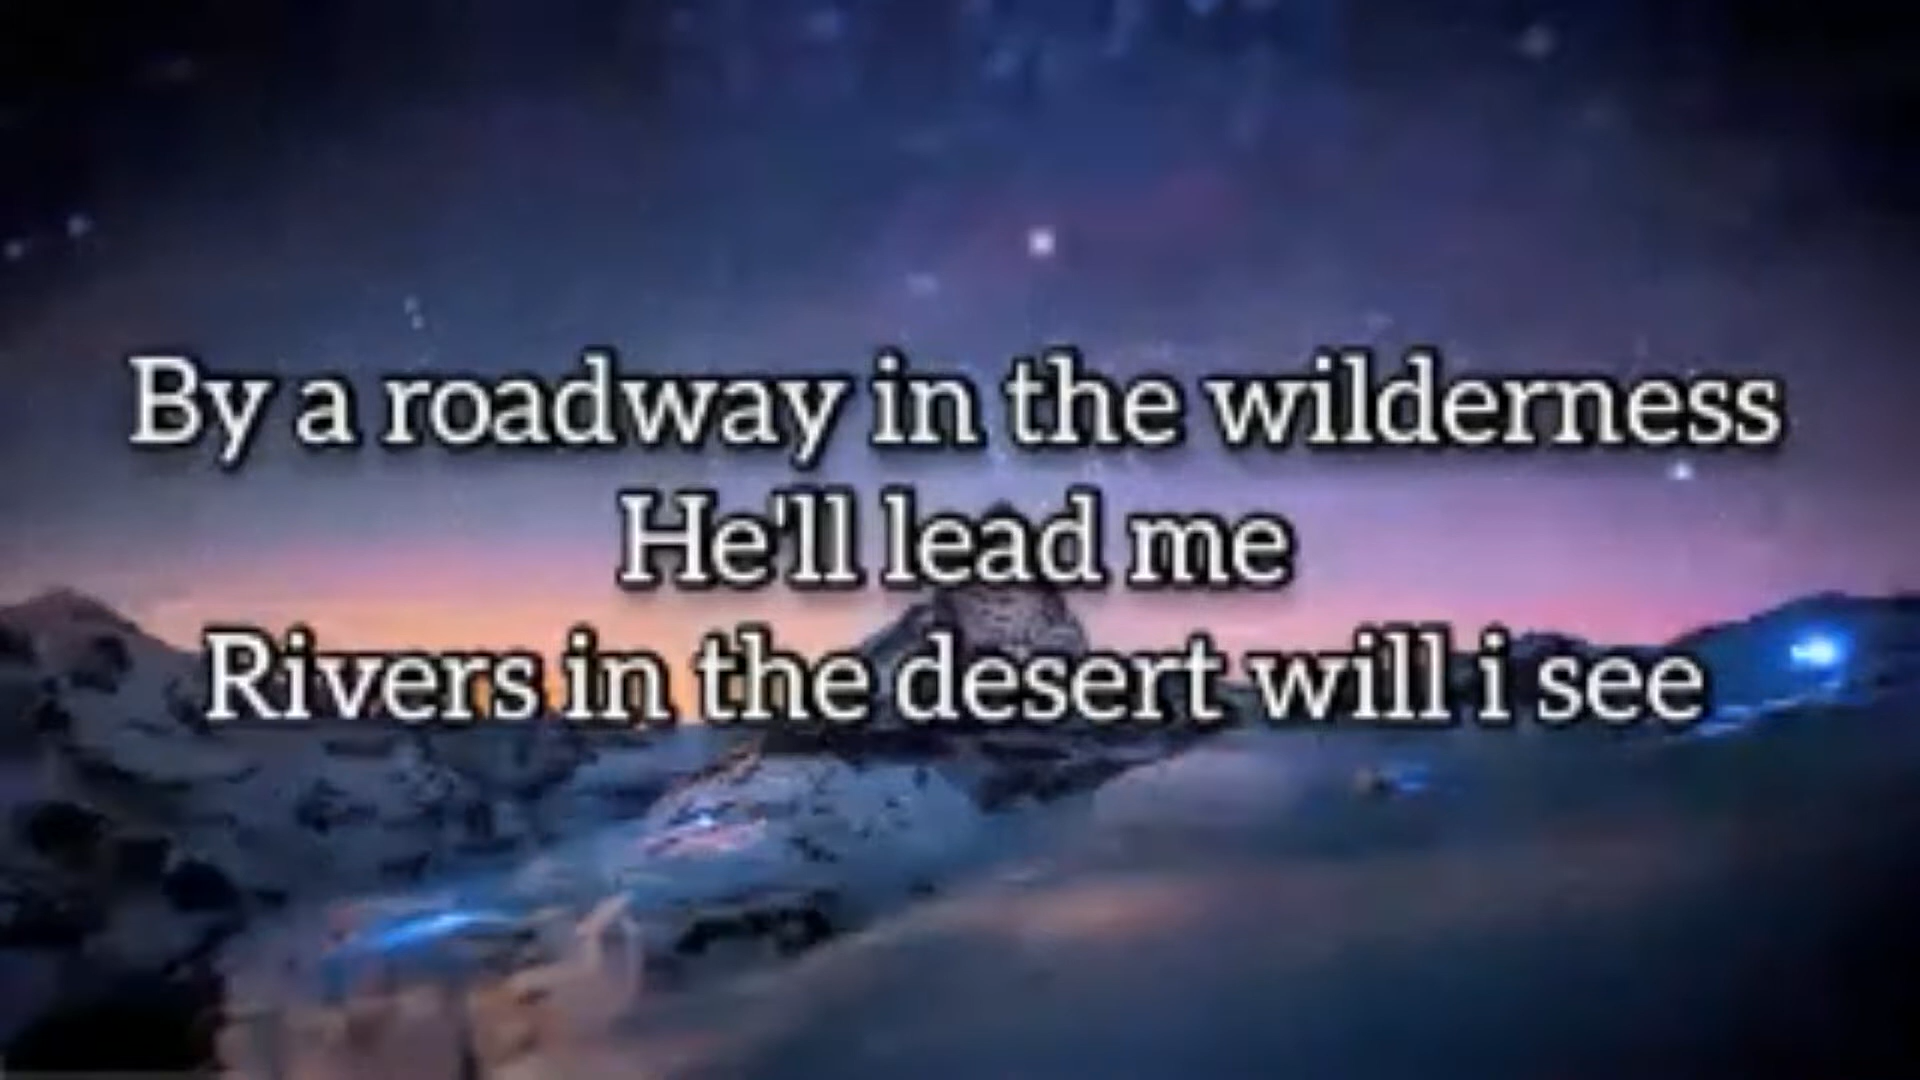 By a roadway in the wilderness
He'll lead me
Rivers in the desert will i see